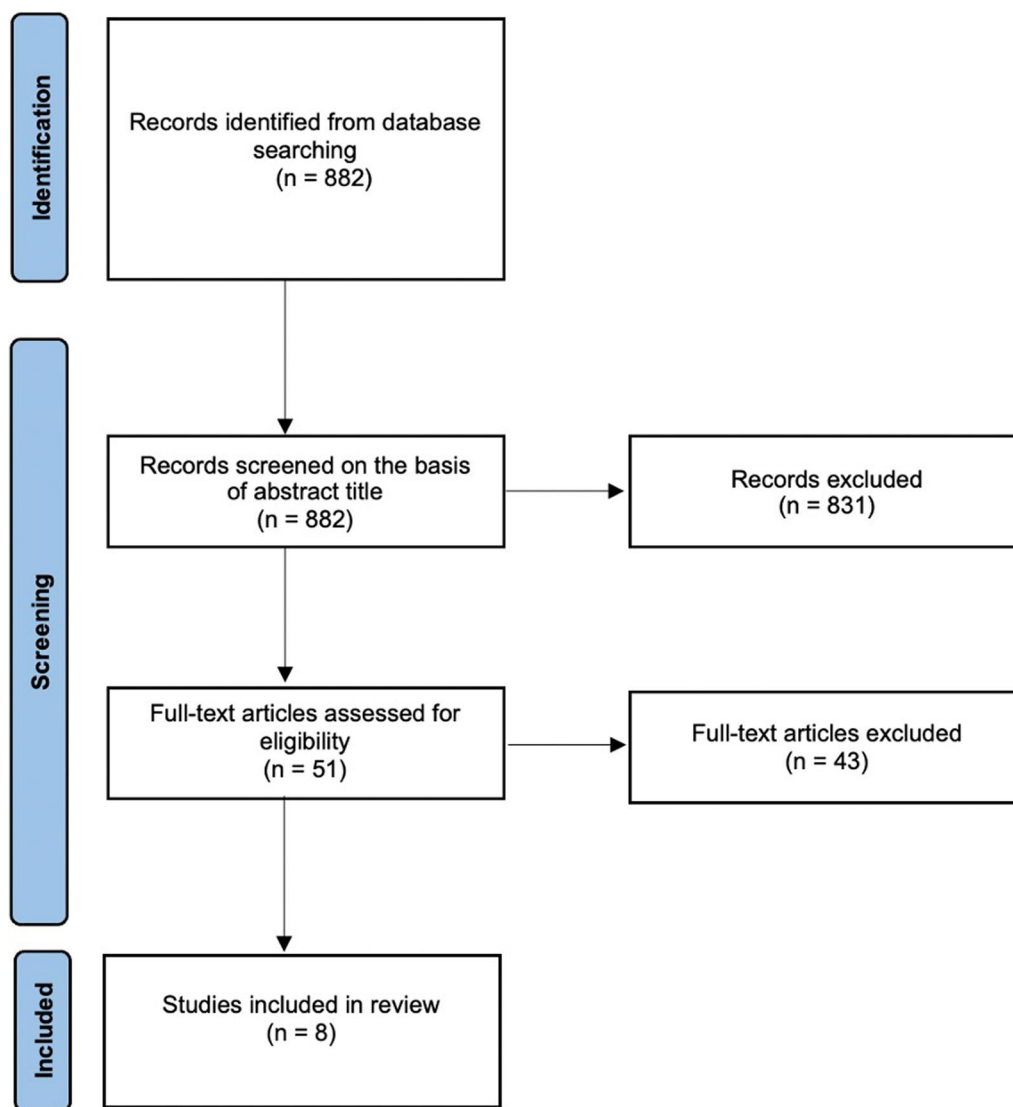 Identification
Records identified from database
searching
(n = 882)
Screening
Records screened on the basis
of abstract title
(n = 882)
Records excluded
(n = 831)
Full-text articles assessed for
eligibility
(n = 51)
Full-text articles excluded
(n = 43)
Included
Studies included in review
(n = 8)